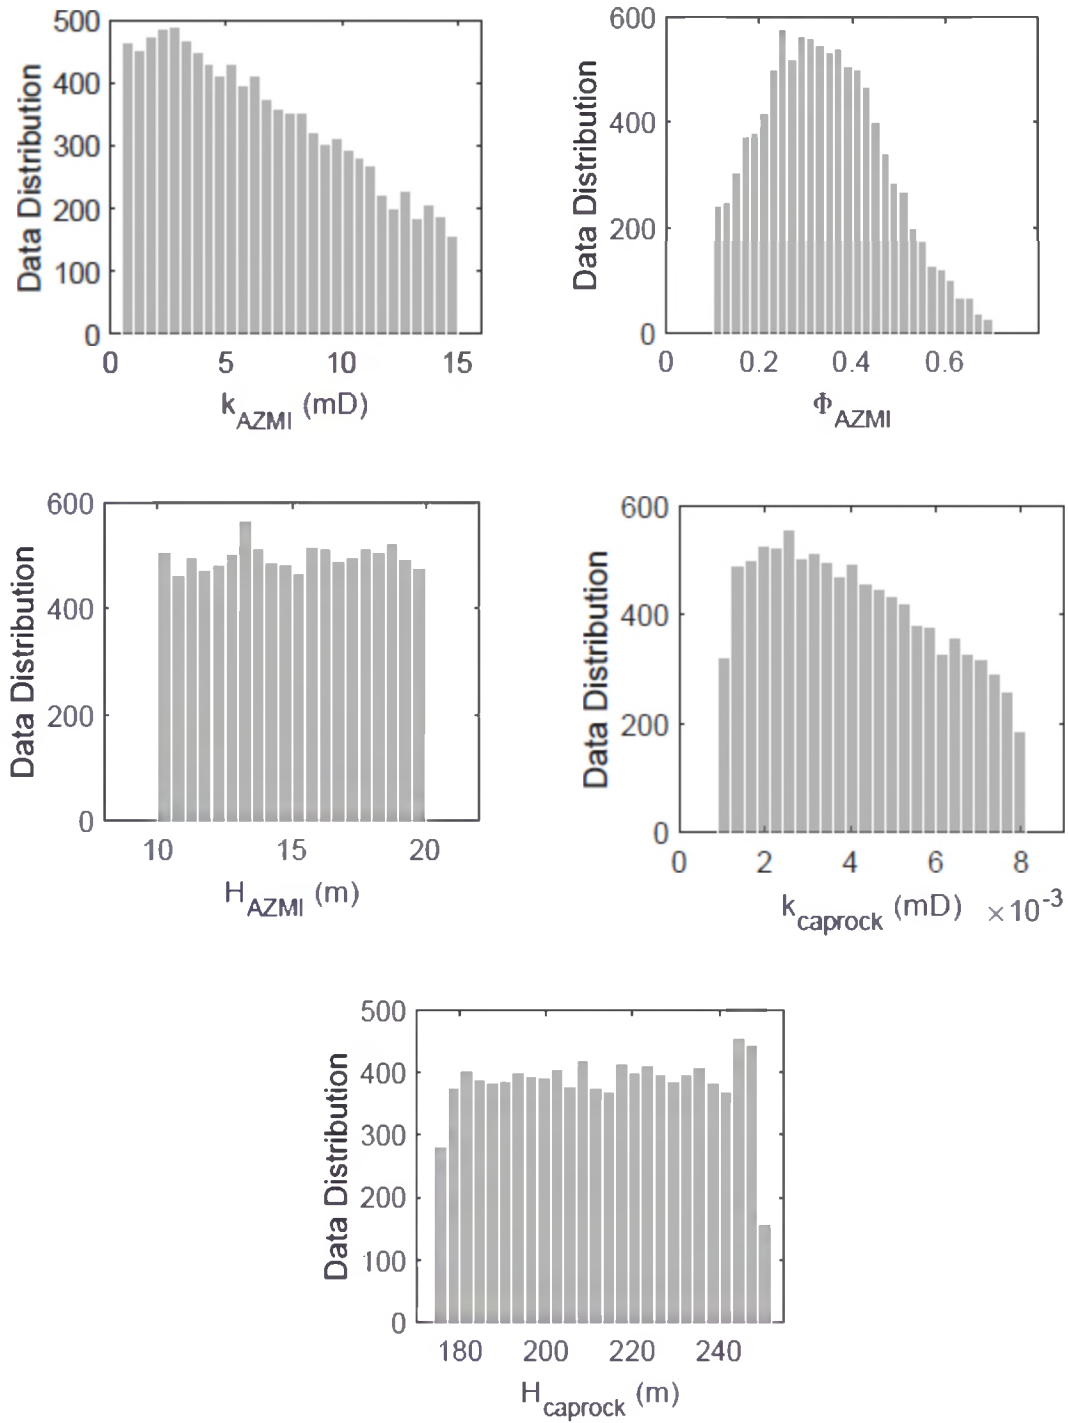 500
400
300
200
100
0
0 5 10 15
Data Distribution
k_AZMI (mD)
600
400
200
0
0 0.2 0.4 0.6
Data Distribution
Φ_AZMI
600
400
200
0
10 15 20
Data Distribution
H_AZMI (m)
600
400
200
0
0 2 4 6 8
Data Distribution
k_caprock (mD) ×10^-3
500
400
300
200
100
0
180 200 220 240
Data Distribution
H_caprock (m)